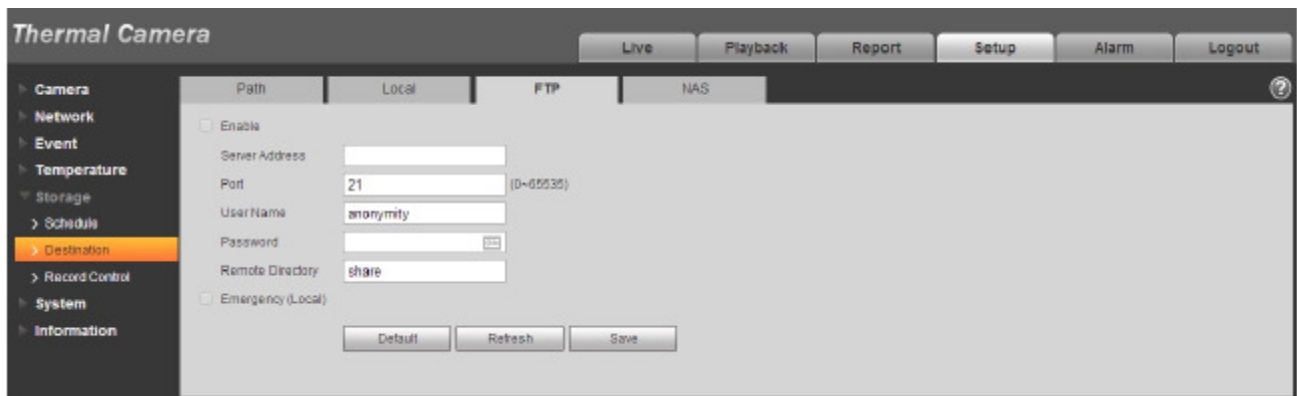 Thermal Camera
Live Playback Report Setup Alarm Logout
Camera
Network
Event
Temperature
Storage
Schedule
Destination
Record Control
System
Information
Path Local FTP NAS
?
Enable
Server Address
Port 21 (0~65535)
User Name anonymity
Password
Remote Directory share
Emergency (Local)
Default Refresh Save